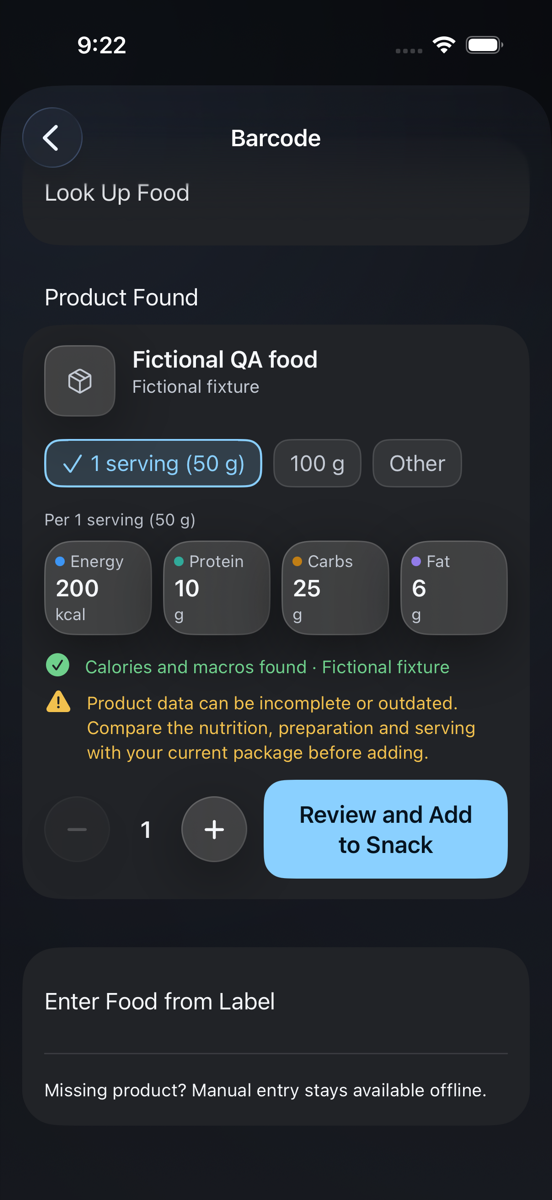 9:22
Barcode
Look Up Food
Product Found
Fictional QA food
Fictional fixture
1 serving (50 g)
100 g
Other
Per 1 serving (50 g)
Energy
200
kcal
Protein
10
g
Carbs
25
g
Fat
6
g
Calories and macros found · Fictional fixture
Product data can be incomplete or outdated.
Compare the nutrition, preparation and serving
with your current package before adding.
1
Review and Add
to Snack
Enter Food from Label
Missing product? Manual entry stays available offline.